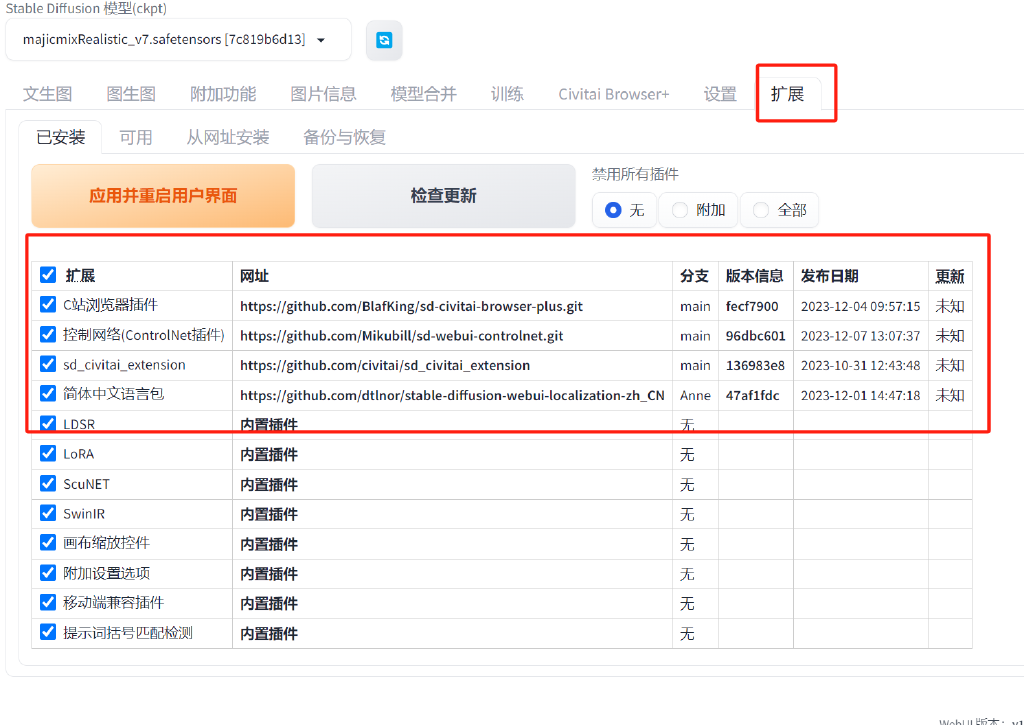 Stable Diffusion 模型(ckpt)
majicmixRealistic_v7.safetensors [7c819b6d13]
文生图 图生图 附加功能 图片信息 模型合并 训练 Civitai Browser+ 设置 扩展
已安装 可用 从网址安装 备份与恢复
应用并重启用户界面 检查更新 禁用所有插件
无 附加 全部
扩展 网址 分支 版本信息 发布日期 更新
C站浏览器插件 https://github.com/BlafKing/sd-civitai-browser-plus.git main fecf7900 2023-12-04 09:57:15 未知
控制网络(ControlNet插件) https://github.com/Mikubill/sd-webui-controlnet.git main 96dbc601 2023-12-07 13:07:37 未知
sd_civitai_extension https://github.com/civitai/sd_civitai_extension main 136983e8 2023-10-31 12:43:48 未知
简体中文语言包 https://github.com/dtlnor/stable-diffusion-webui-localization-zh_CN Anne 47af1fdc 2023-12-01 14:47:18 未知
LDSR 内置插件 无
LoRA 内置插件 无
ScuNET 内置插件 无
SwinIR 内置插件 无
画布缩放控件 内置插件 无
附加设置选项 内置插件 无
移动端兼容插件 内置插件 无
提示词括号匹配检测 内置插件 无
WebUI版本：